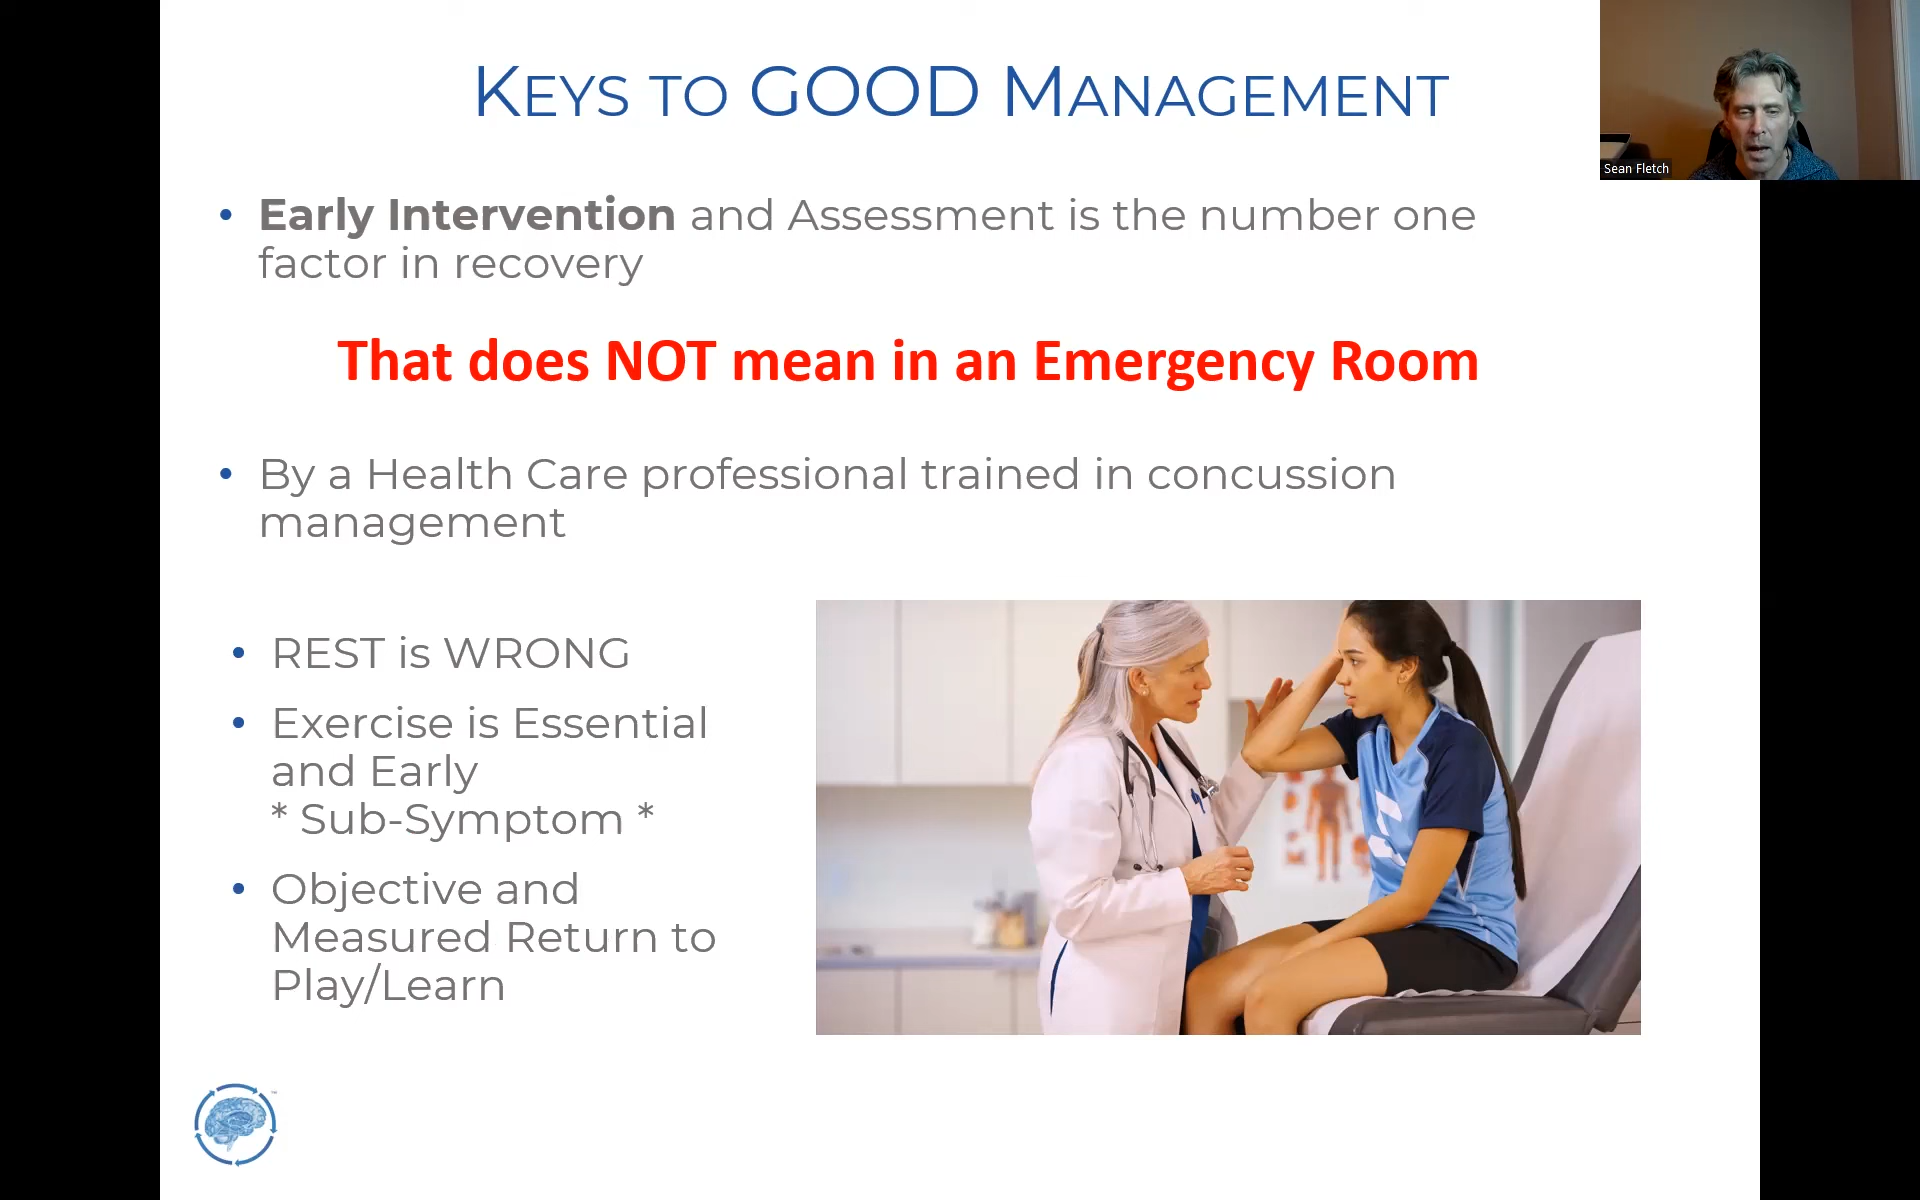 KEYS TO GOOD MANAGEMENT
Sean Fletch
• Early Intervention and Assessment is the number one
factor in recovery
That does NOT mean in an Emergency Room
• By a Health Care professional trained in concussion
management
• REST is WRONG
• Exercise is Essential
and Early
* Sub-Symptom *
• Objective and
Measured Return to
Play/Learn